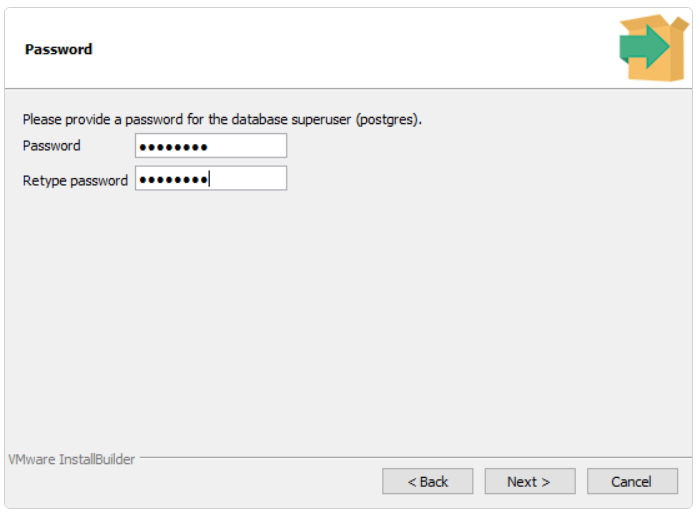 Password
Please provide a password for the database superuser (postgres).
Password ••••••••
Retype password ••••••••
VMware InstallBuilder
< Back Next > Cancel